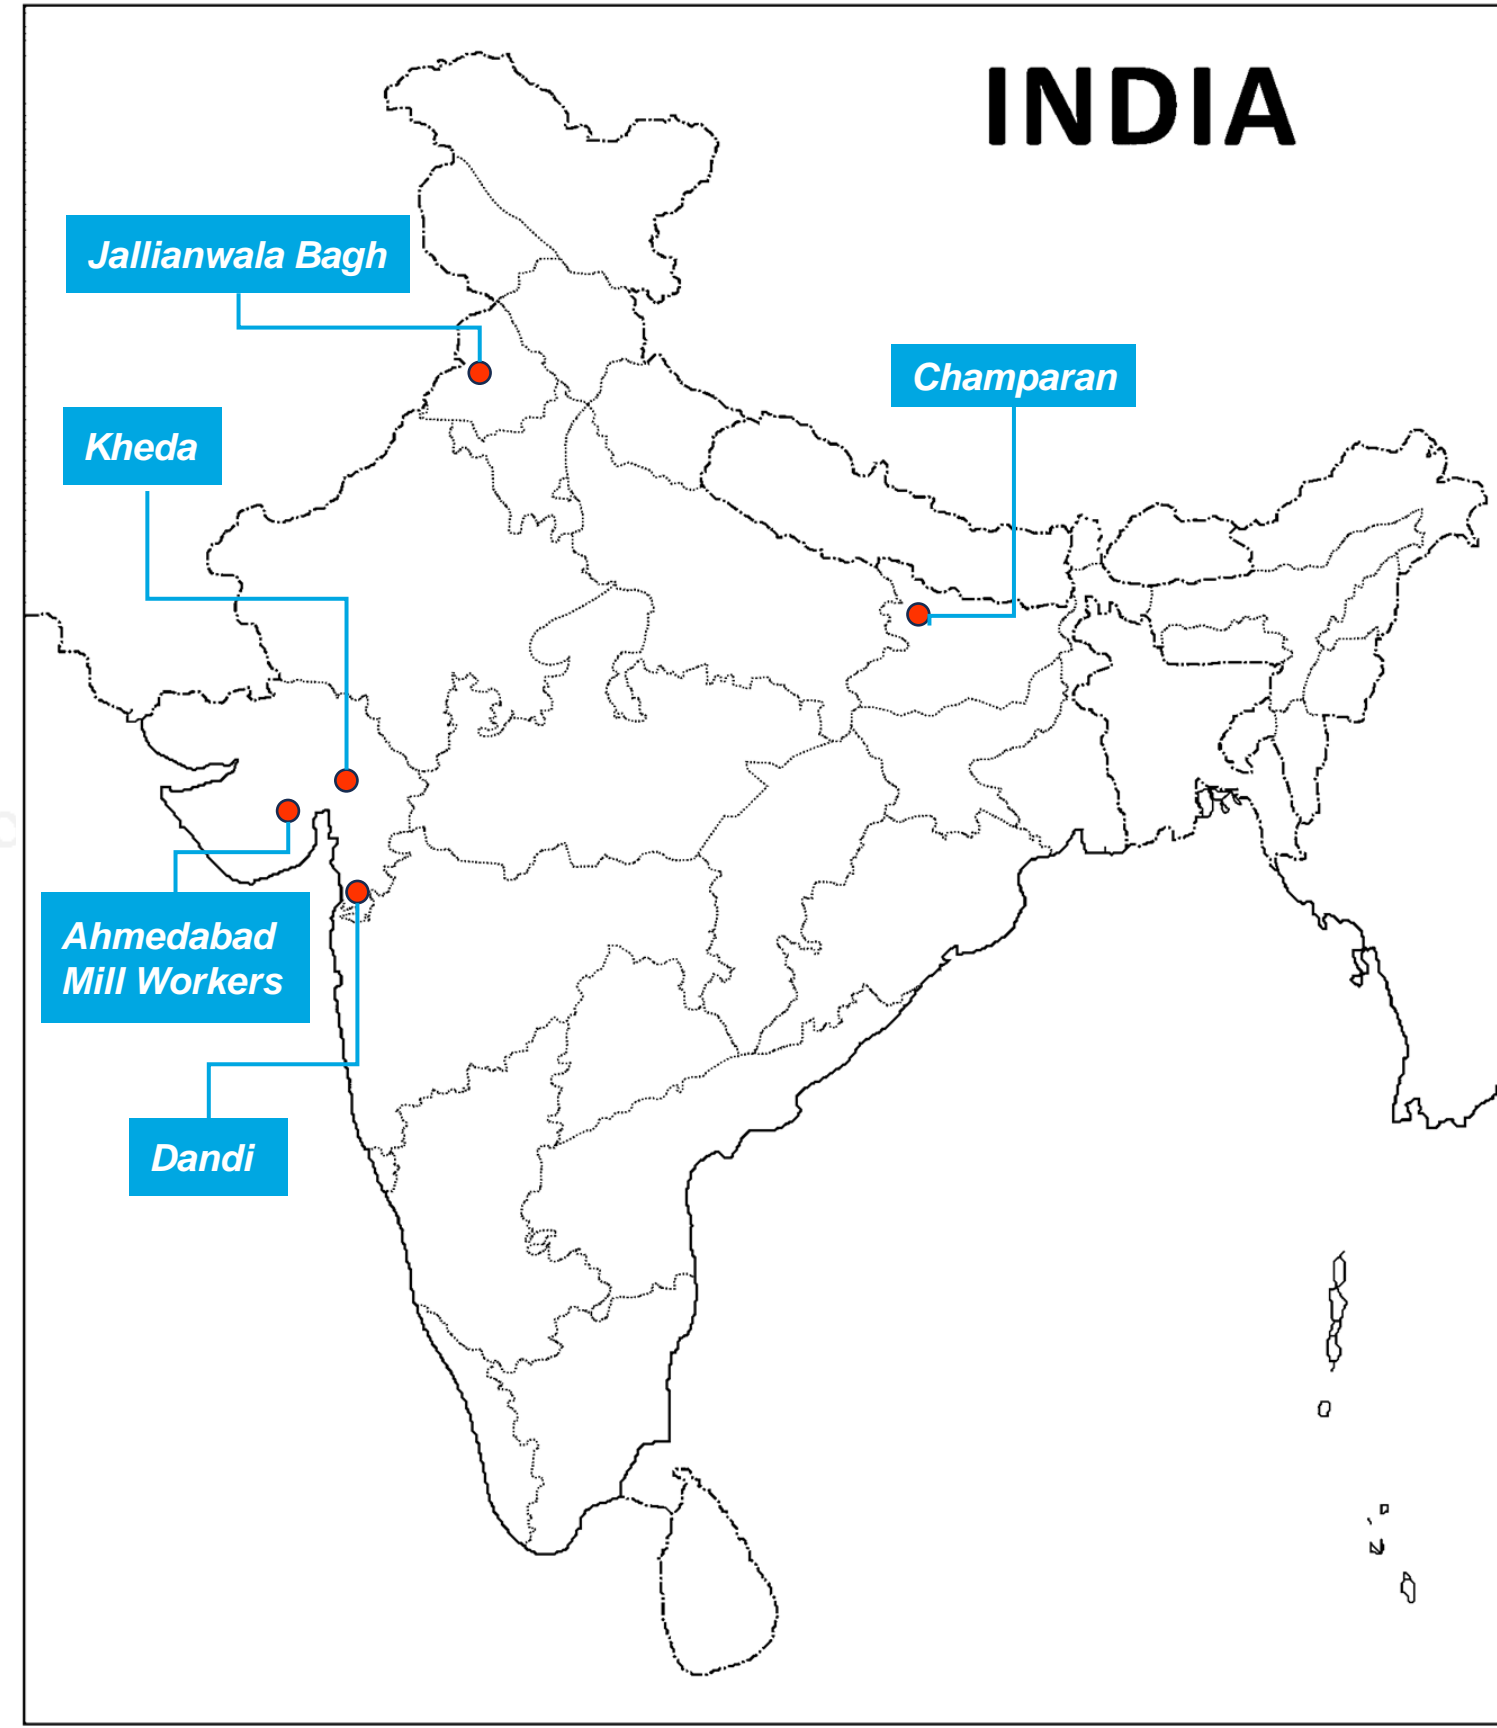 INDIA
Jallianwala Bagh
Champaran
Kheda
Ahmedabad
Mill Workers
Dandi